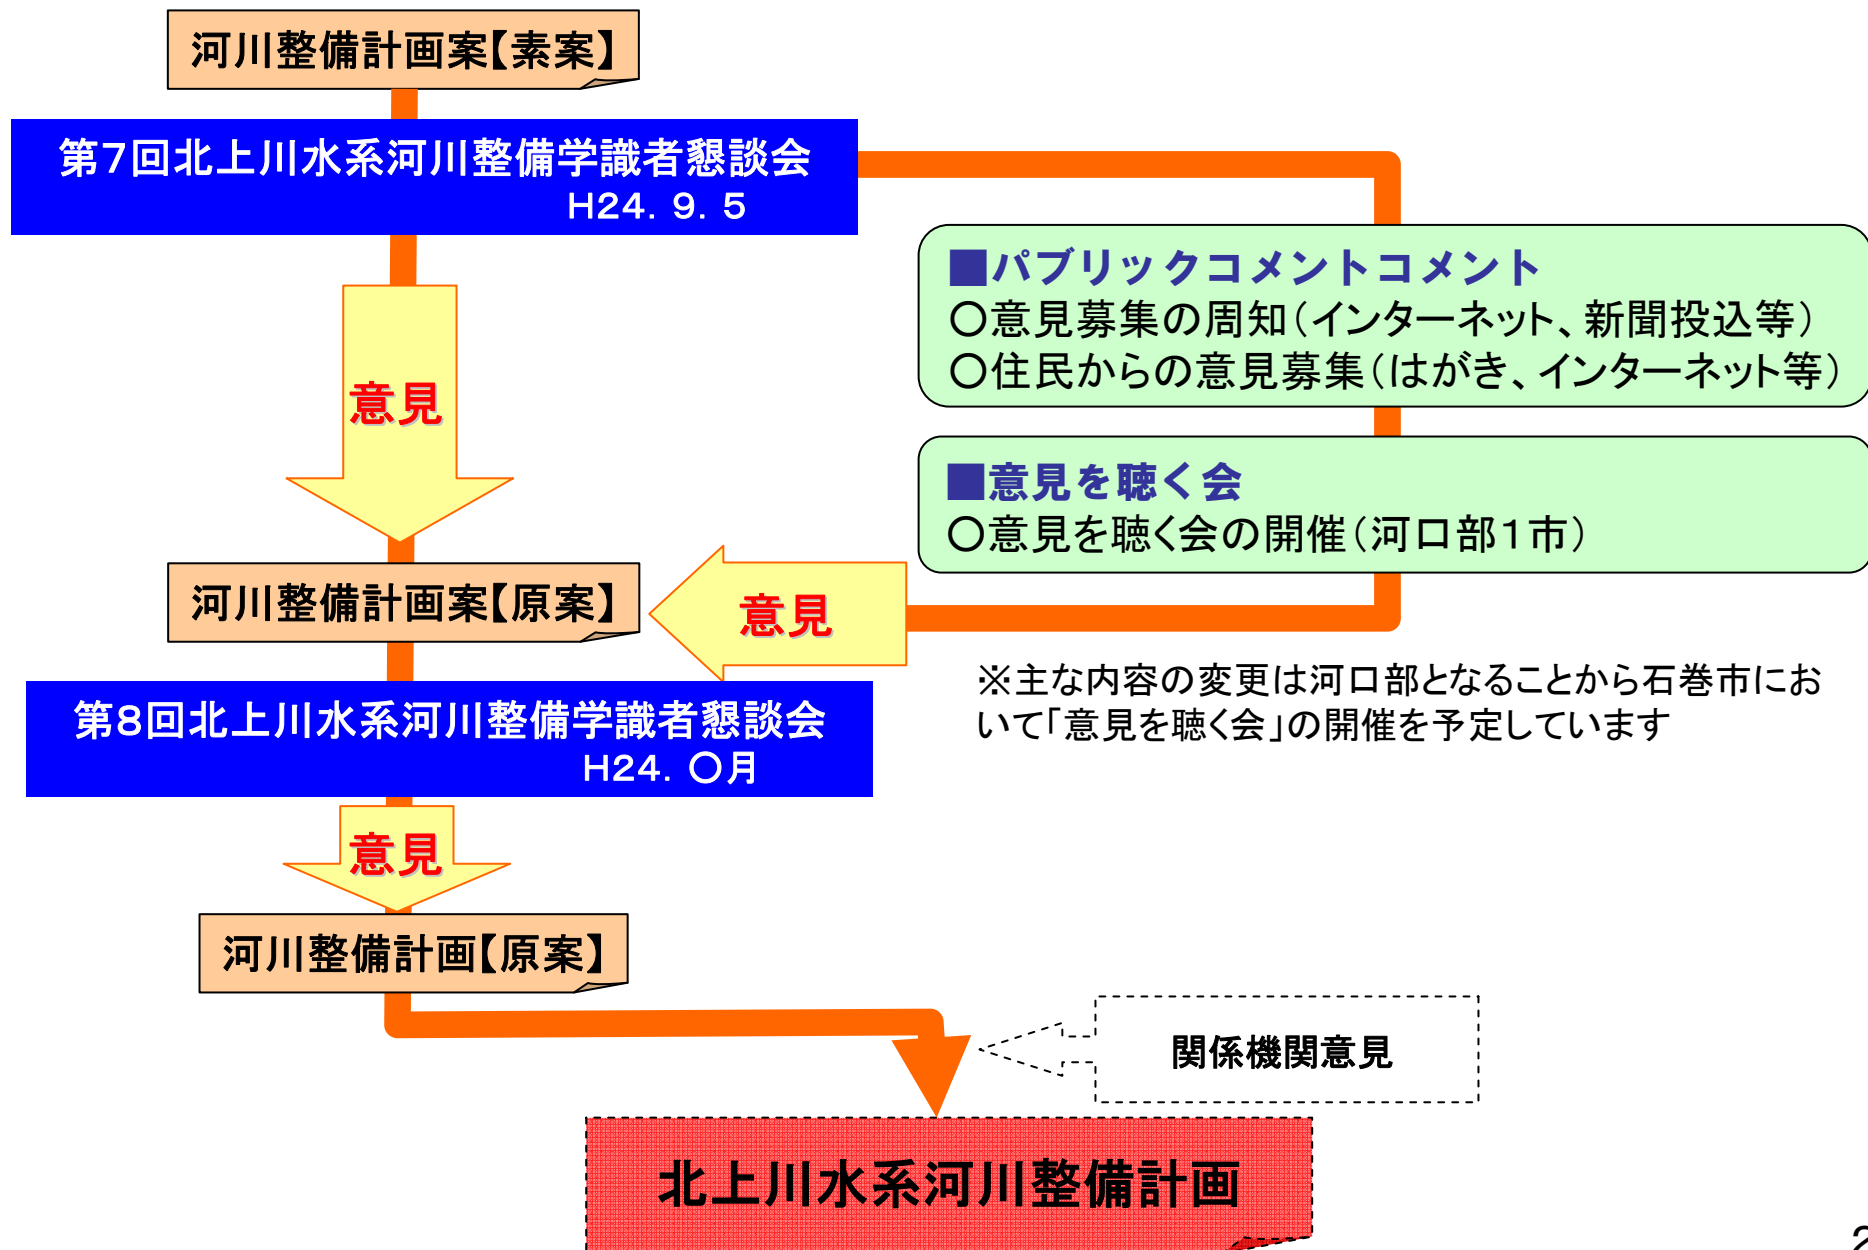 河川整備計画案【素案】
第7回北上川水系河川整備学識者懇談会
H24．9．5
■パブリックコメントコメント
○意見募集の周知（インターネット、新聞投込等）
○住民からの意見募集（はがき、インターネット等）
意見
■意見を聴く会
○意見を聴く会の開催（河口部1市）
河川整備計画案【原案】
意見
※主な内容の変更は河口部となることから石巻市にお
いて「意見を聴く会」の開催を予定しています
第8回北上川水系河川整備学識者懇談会
H24．○月
意見
河川整備計画【原案】
関係機関意見
北上川水系河川整備計画
2